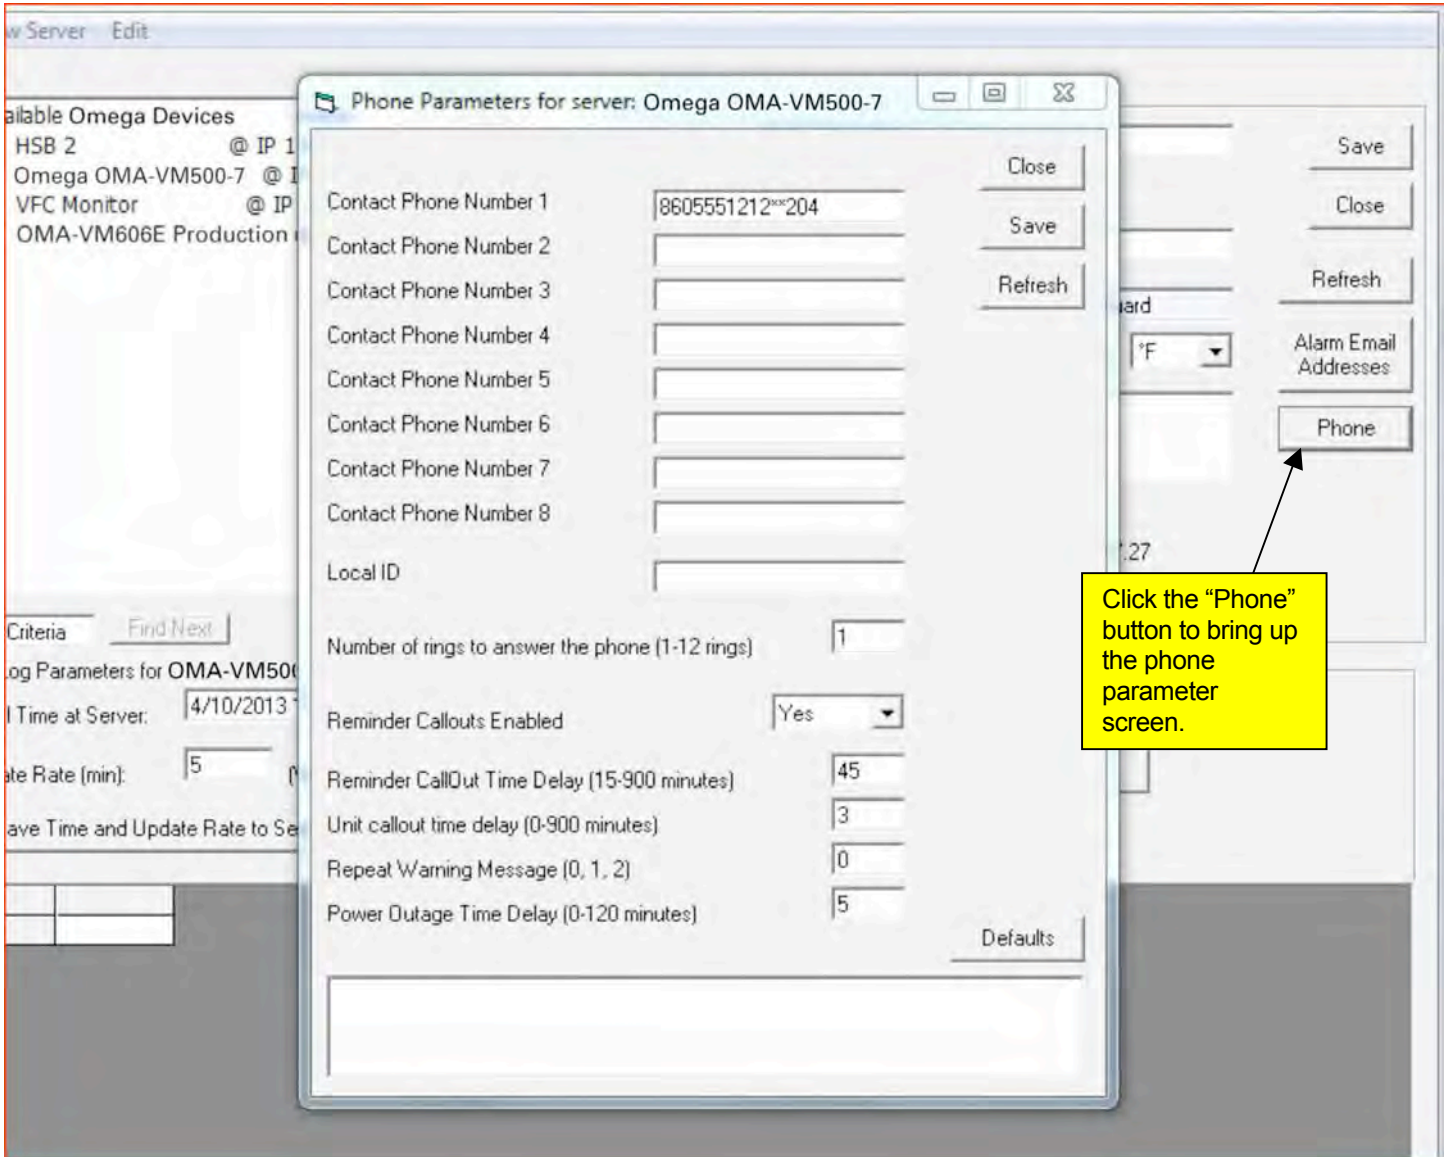 w Server Edit
Phone Parameters for server: Omega OMA-VM500-7
ailable Omega Devices
HSB 2 @ IP 1
Omega OMA-VM500-7 @ I
VFC Monitor @ IP
OMA-VM606E Production
Contact Phone Number 1 8605551212**204
Contact Phone Number 2
Contact Phone Number 3
Contact Phone Number 4
Contact Phone Number 5
Contact Phone Number 6
Contact Phone Number 7
Contact Phone Number 8
Local ID
Number of rings to answer the phone (1-12 rings) 1
Reminder Callouts Enabled Yes
Reminder CallOut Time Delay (15-900 minutes) 45
Unit callout time delay (0-900 minutes) 3
Repeat Warning Message (0, 1, 2) 0
Power Outage Time Delay (0-120 minutes) 5
Close
Save
Refresh
Defaults
Save
Close
Refresh
ard
°F
Alarm Email
Addresses
Phone
.27
Click the “Phone”
button to bring up
the phone
parameter
screen.
Criteria Find Next
og Parameters for OMA-VM500
l Time at Server: 4/10/2013
ate Rate (min): 5
ave Time and Update Rate to Se